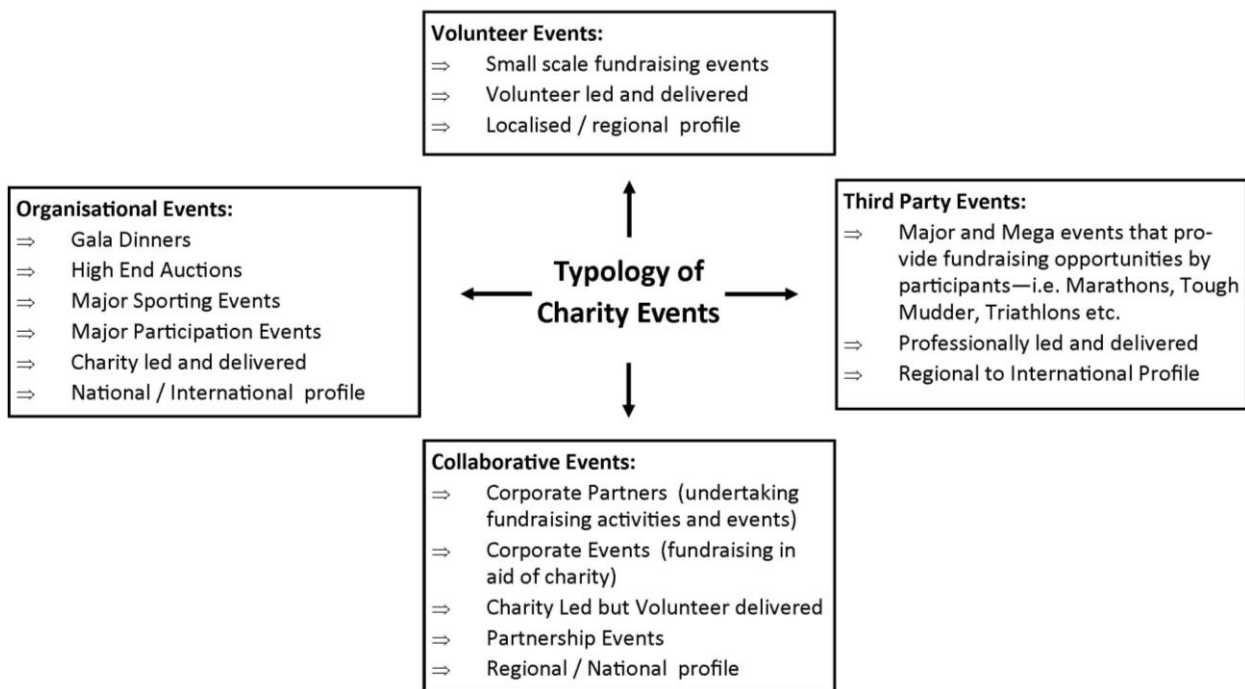 Volunteer Events:
⇒ Small scale fundraising events
⇒ Volunteer led and delivered
⇒ Localised / regional profile
Organisational Events:
⇒ Gala Dinners
⇒ High End Auctions
⇒ Major Sporting Events
⇒ Major Participation Events
⇒ Charity led and delivered
⇒ National / International profile
Typology of
Charity Events
Third Party Events:
⇒ Major and Mega events that pro-
vide fundraising opportunities by
participants—i.e. Marathons, Tough
Mudder, Triathlons etc.
⇒ Professionally led and delivered
⇒ Regional to International Profile
Collaborative Events:
⇒ Corporate Partners (undertaking
fundraising activities and events)
⇒ Corporate Events (fundraising in
aid of charity)
⇒ Charity Led but Volunteer delivered
⇒ Partnership Events
⇒ Regional / National profile